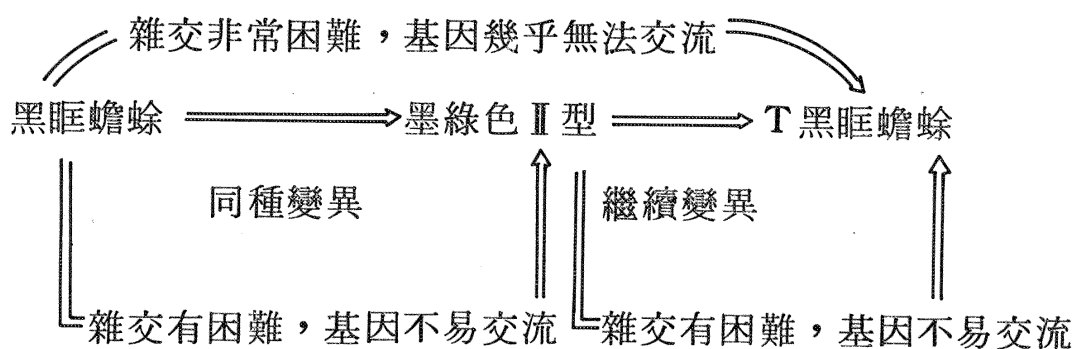 雜交非常困難，基因幾乎無法交流
黑眶蟾蜍 墨綠色Ⅱ型 T黑眶蟾蜍
同種變異 繼續變異
雜交有困難，基因不易交流 雜交有困難，基因不易交流